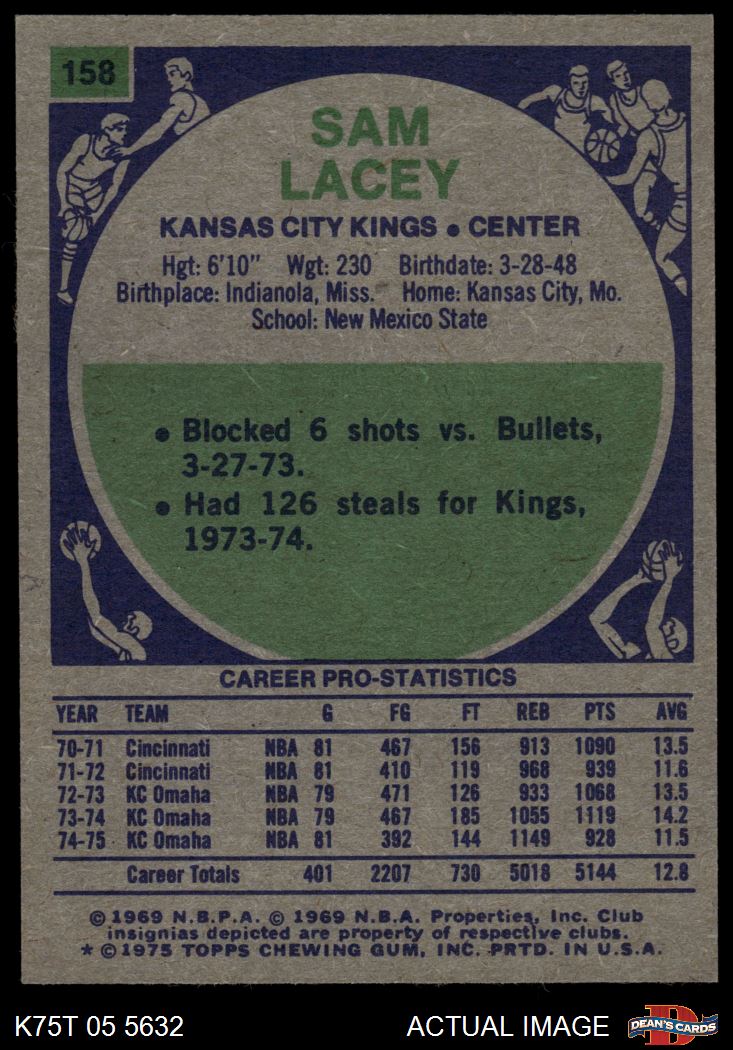 158
SAM
LACEY
KANSAS CITY KINGS • CENTER
Hgt: 6'10" Wgt: 230 Birthdate: 3-28-48
Birthplace: Indianola, Miss. Home: Kansas City, Mo.
School: New Mexico State
• Blocked 6 shots vs. Bullets,
3-27-73.
• Had 126 steals for Kings,
1973-74.
CAREER PRO-STATISTICS
YEAR TEAM G FG FT REB PTS AVG
70-71 Cincinnati NBA 81 467 156 913 1090 13.5
71-72 Cincinnati NBA 81 410 119 968 939 11.6
72-73 KC Omaha NBA 79 471 126 933 1068 13.5
73-74 KC Omaha NBA 79 467 185 1055 1119 14.2
74-75 KC Omaha NBA 81 392 144 1149 928 11.5
Career Totals 401 2207 730 5018 5144 12.8
© 1969 N.B.P.A. © 1969 N.B.A. Properties, Inc. Club
insignias depicted are property of respective clubs.
* © 1975 TOPPS CHEWING GUM, INC. PRTD. IN U.S.A.
K75T 05 5632 ACTUAL IMAGE DEAN'S CARDS